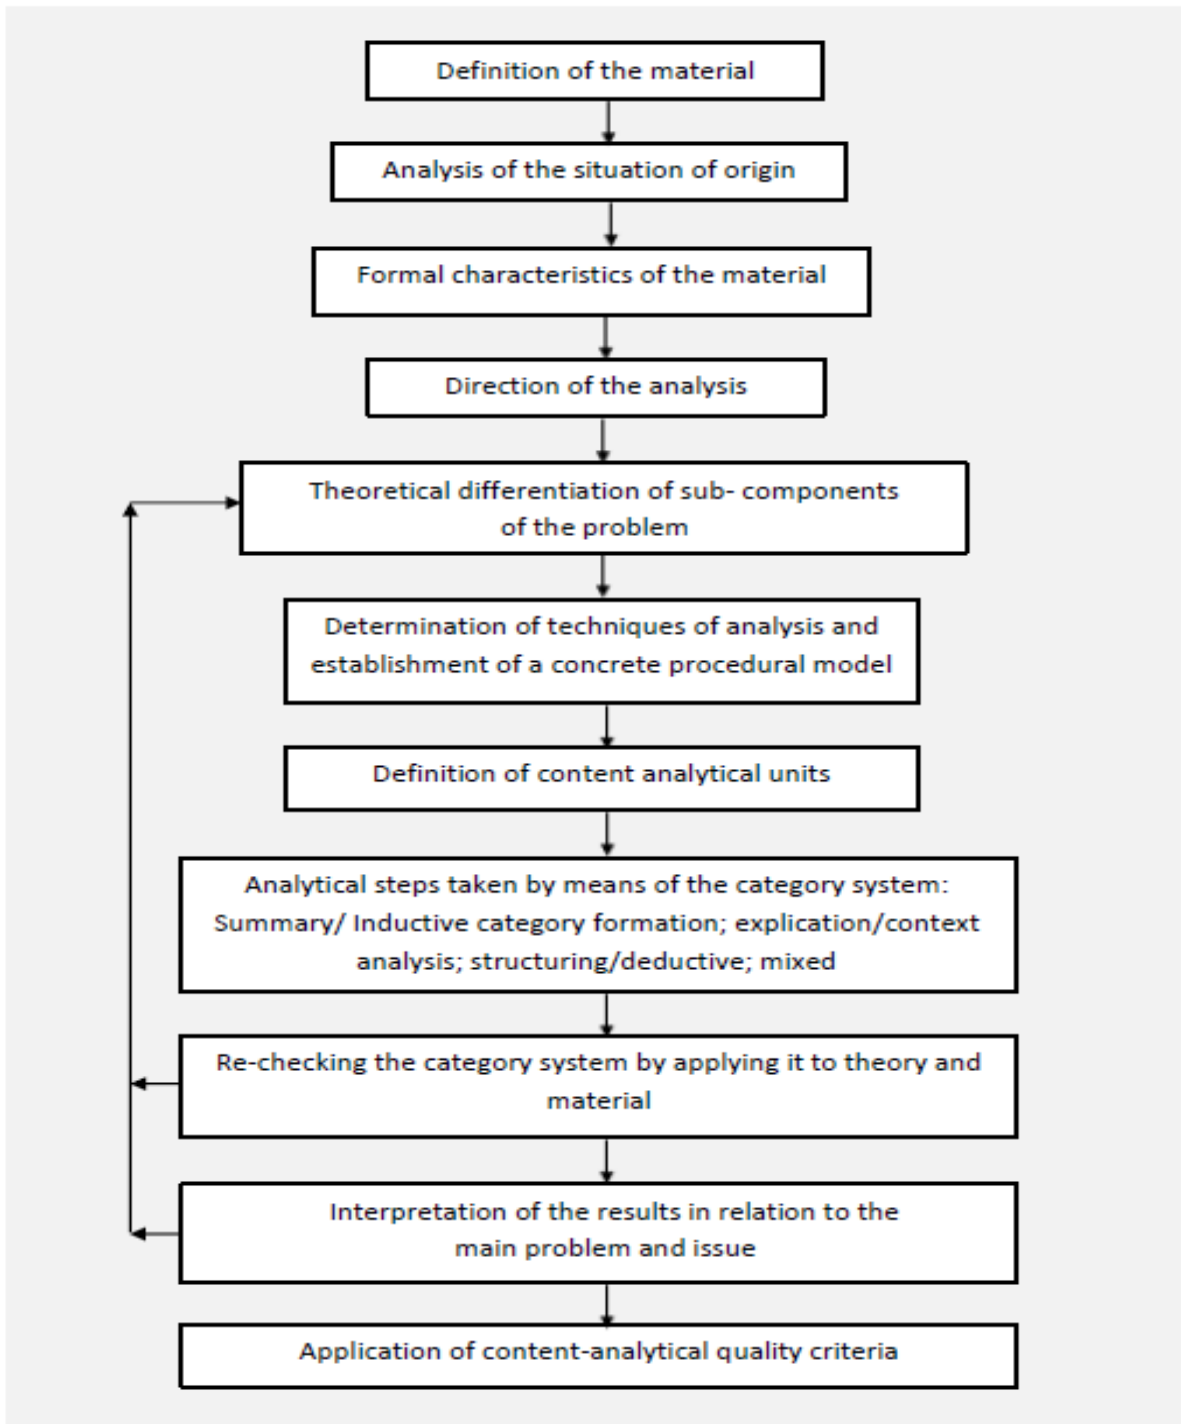 Definition of the material
Analysis of the situation of origin
Formal characteristics of the material
Direction of the analysis
Theoretical differentiation of sub- components
of the problem
Determination of techniques of analysis and
establishment of a concrete procedural model
Definition of content analytical units
Analytical steps taken by means of the category system:
Summary/ Inductive category formation; explication/context
analysis; structuring/deductive; mixed
Re-checking the category system by applying it to theory and
material
Interpretation of the results in relation to the
main problem and issue
Application of content-analytical quality criteria